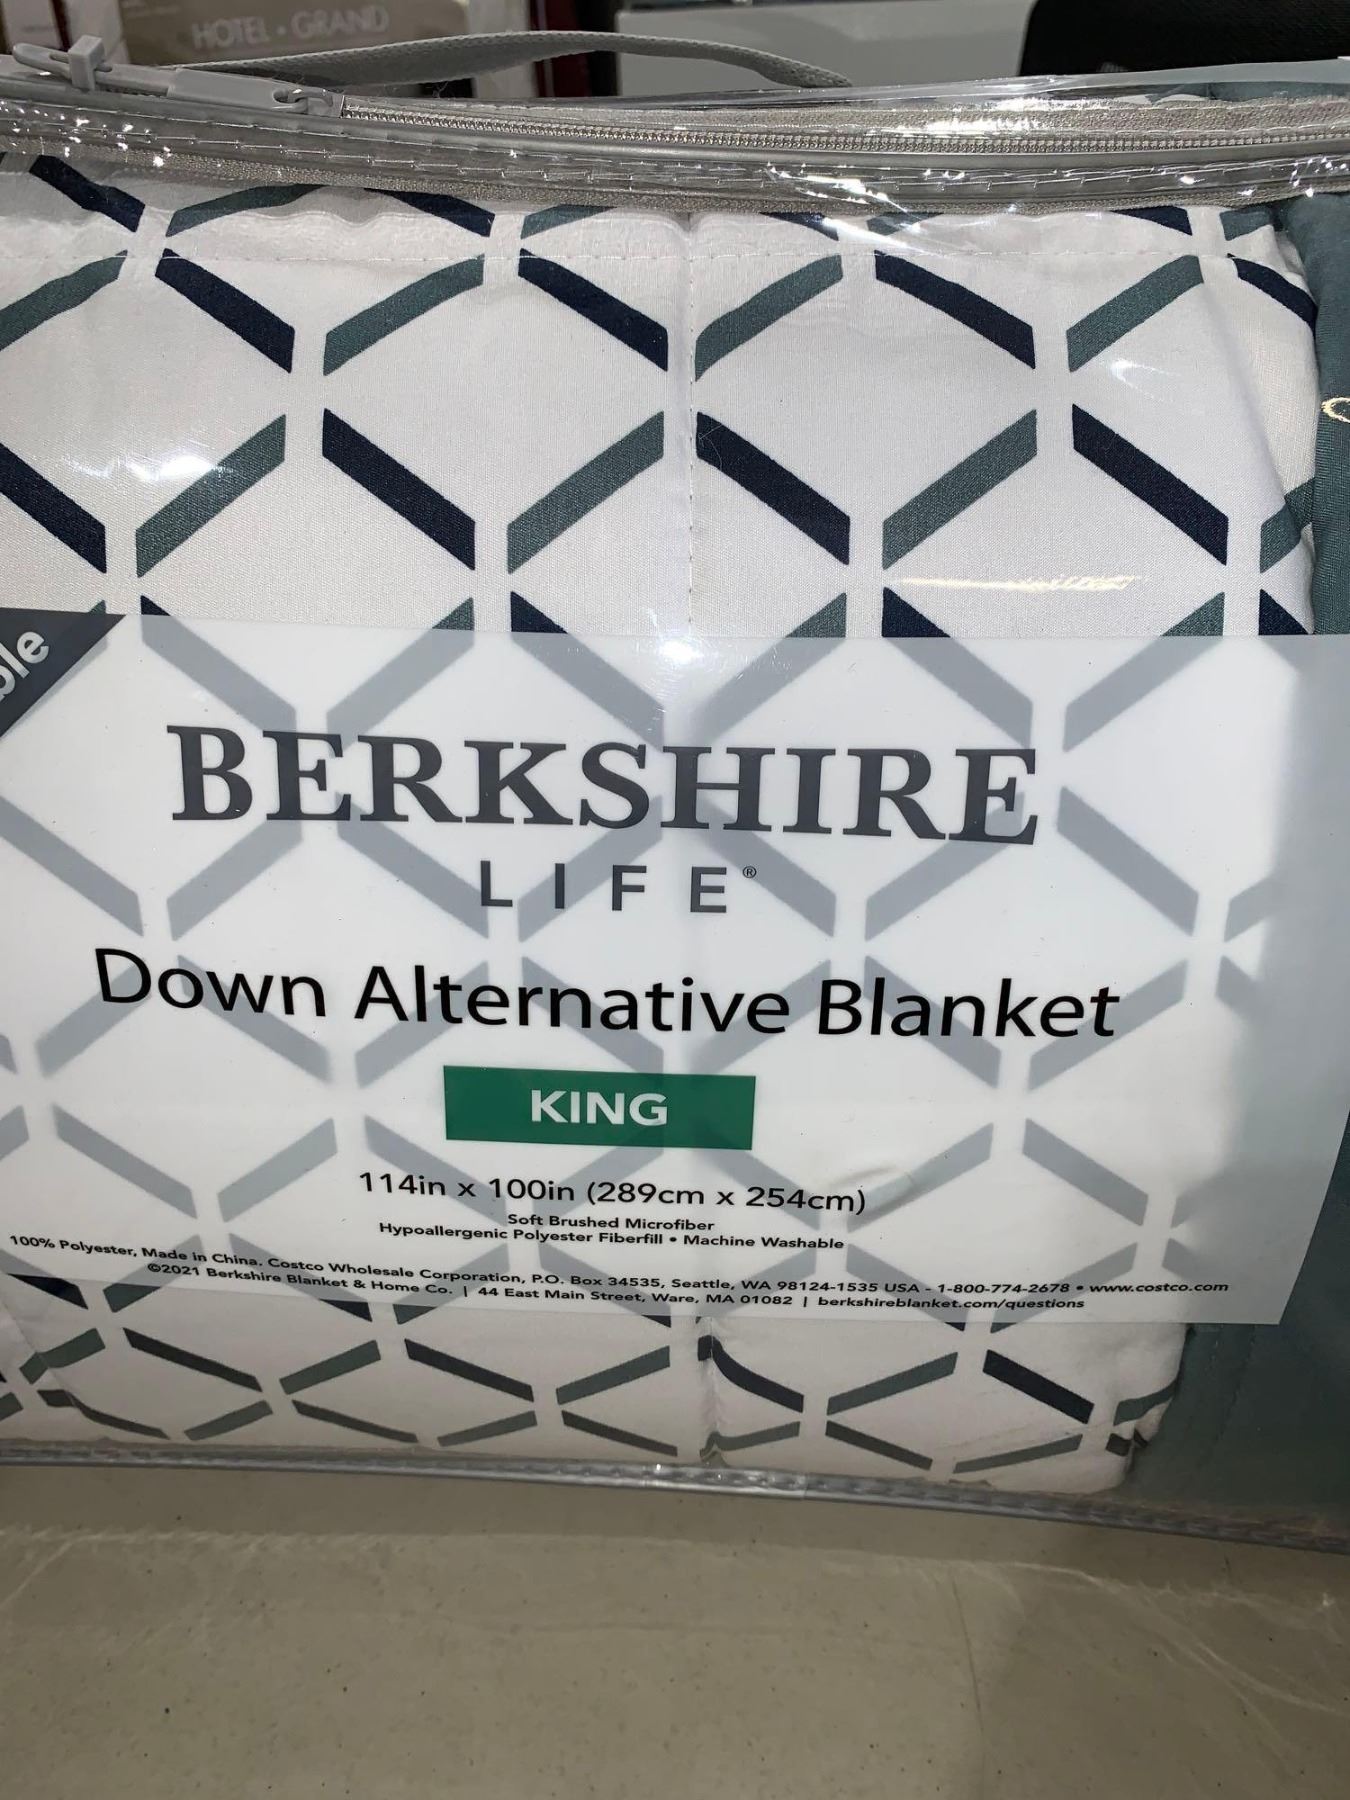 HOTEL • GRAND
ble
BERKSHIRE
LIFE®
Down Alternative Blanket
KING
114in x 100in (289cm x 254cm)
Soft Brushed Microfiber
Hypoallergenic Polyester Fiberfill • Machine Washable
100% Polyester, Made in China. Costco Wholesale Corporation, P.O. Box 34535, Seattle, WA 98124-1535 USA - 1-800-774-2678 • www.costco.com
©2021 Berkshire Blanket & Home Co. | 44 East Main Street, Ware, MA 01082 | berkshireblanket.com/questions